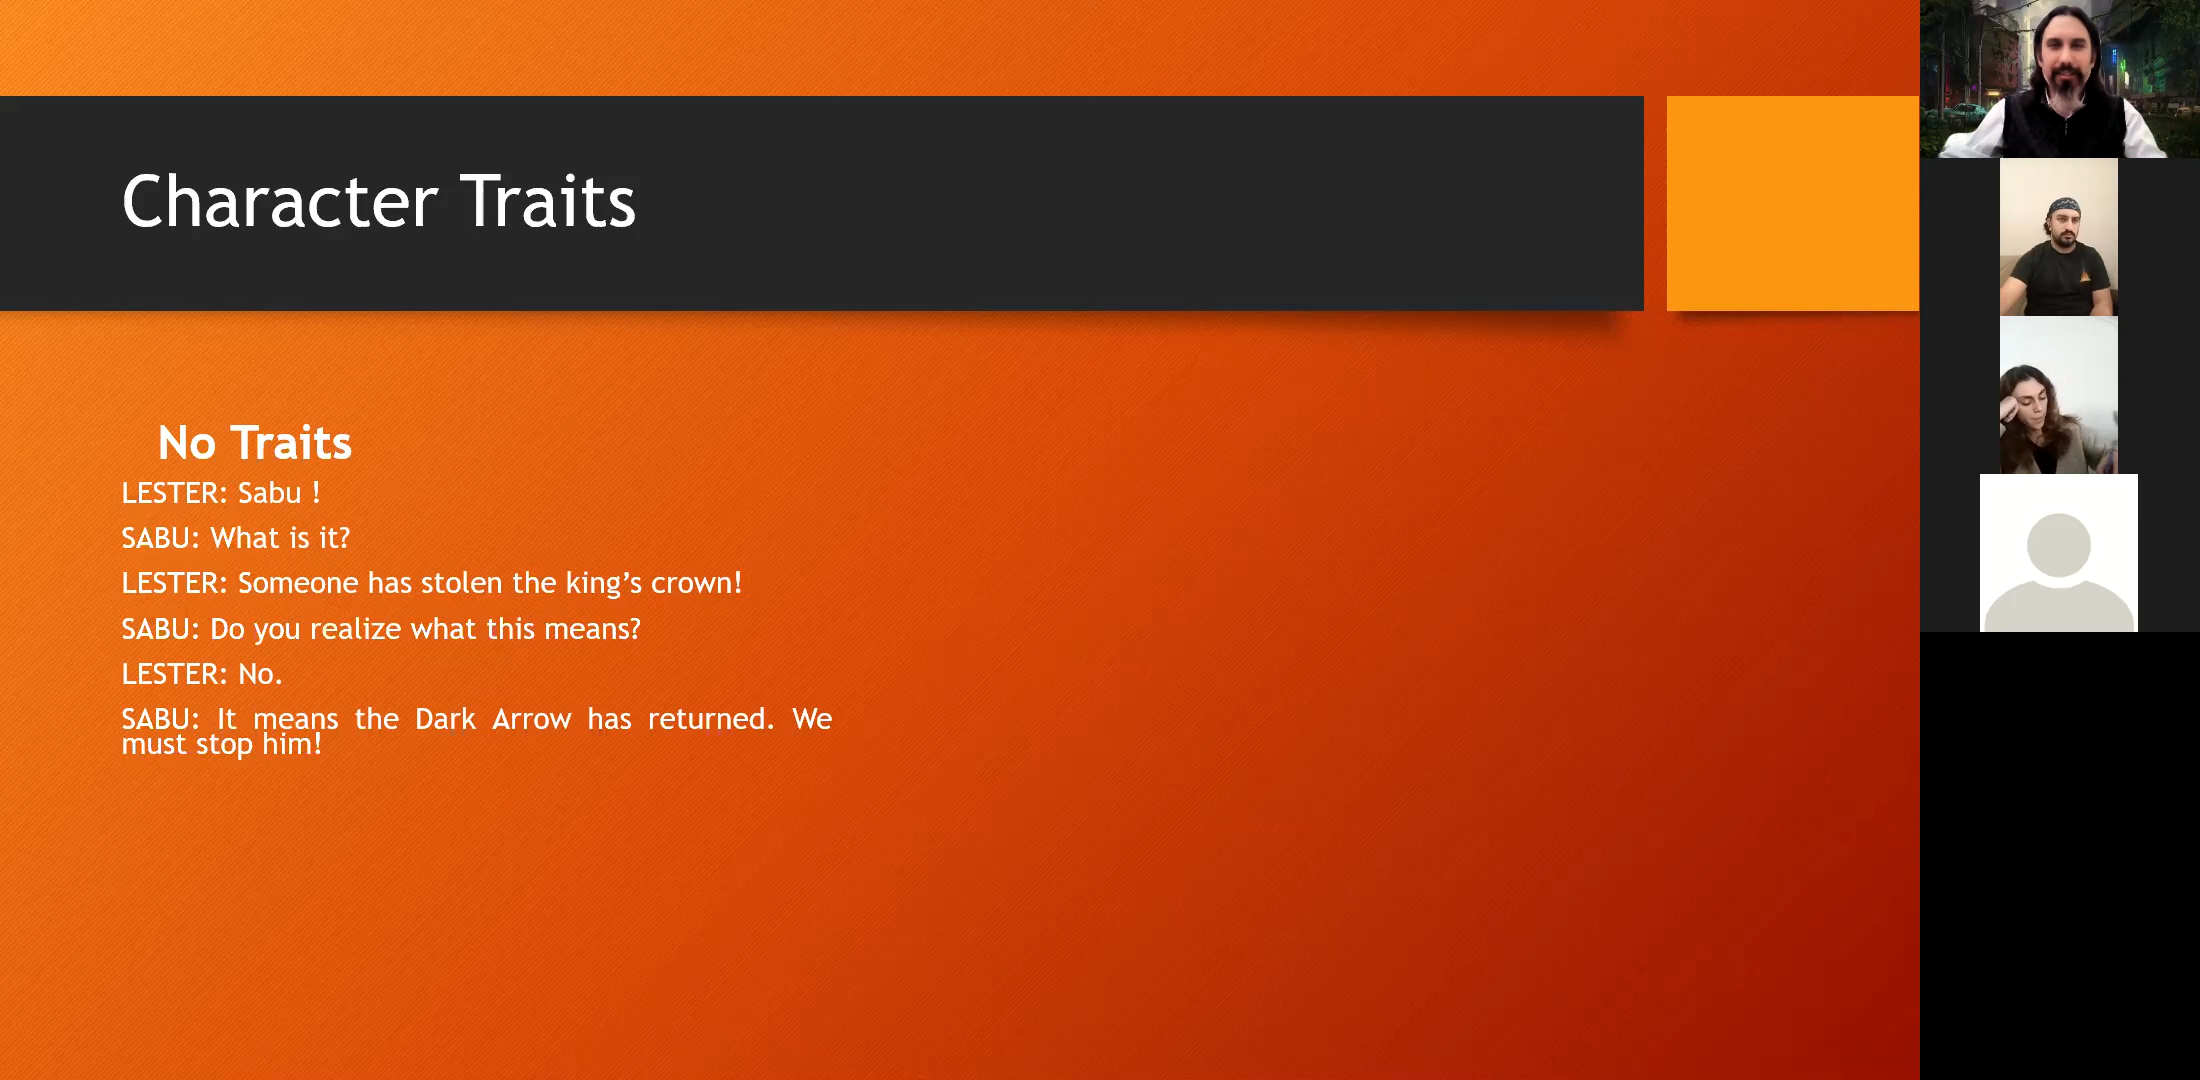 Character Traits
No Traits
LESTER: Sabu !
SABU: What is it?
LESTER: Someone has stolen the king’s crown!
SABU: Do you realize what this means?
LESTER: No.
SABU: It means the Dark Arrow has returned. We
must stop him!